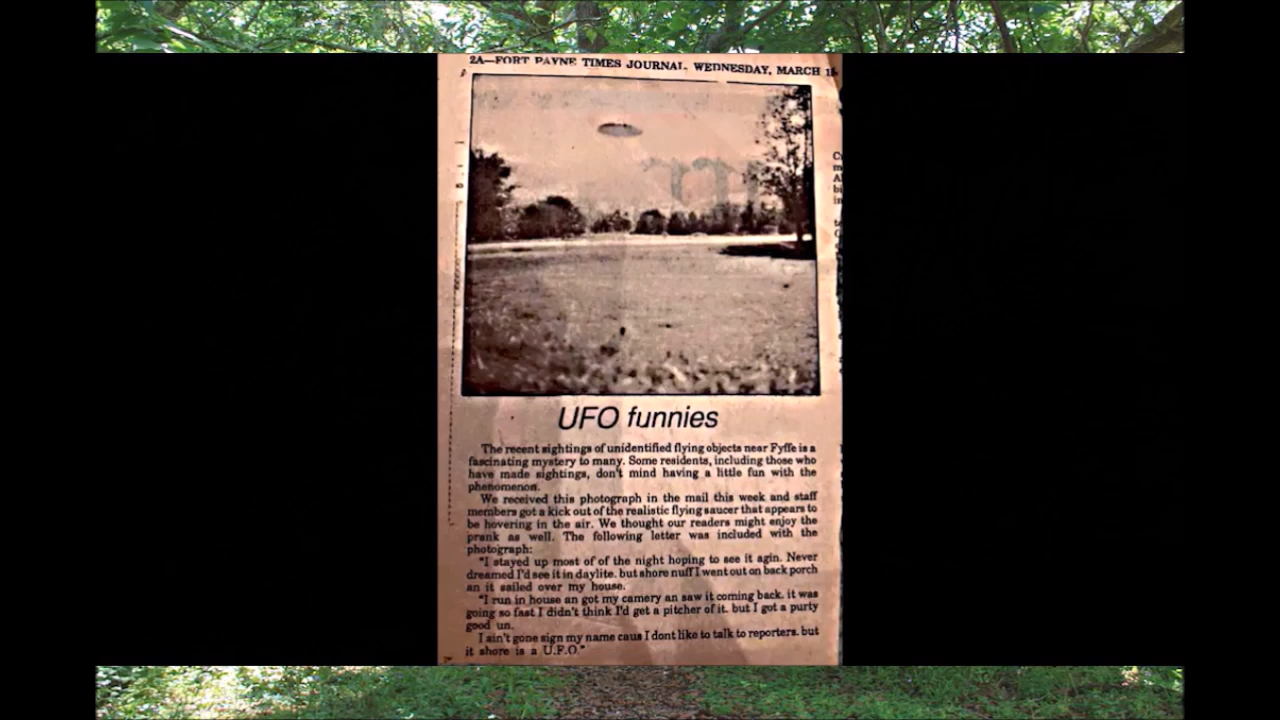 2A—FORT PAYNE TIMES JOURNAL, WEDNESDAY, MARCH
UFO funnies
The recent sightings of unidentified flying objects near Fyffe is a
fascinating mystery to many. Some residents, including those who
have made sightings, don't mind having a little fun with the
phenomenon.
We received this photograph in the mail this week and staff
members got a kick out of the realistic flying saucer that appears to
be hovering in the air. We thought our readers might enjoy the
prank as well. The following letter was included with the
photograph:
"I stayed up most of of the night hoping to see it agin. Never
dreamed I'd see it in daylite. but shore nuff I went out on back porch
an it sailed over my house.
"I run in house an got my camery an saw it coming back. it was
going so fast I didn't think I'd get a pitcher of it. but I got a purty
good un.
I ain't gone sign my name caus I dont like to talk to reporters. but
it shore is a U.F.O."